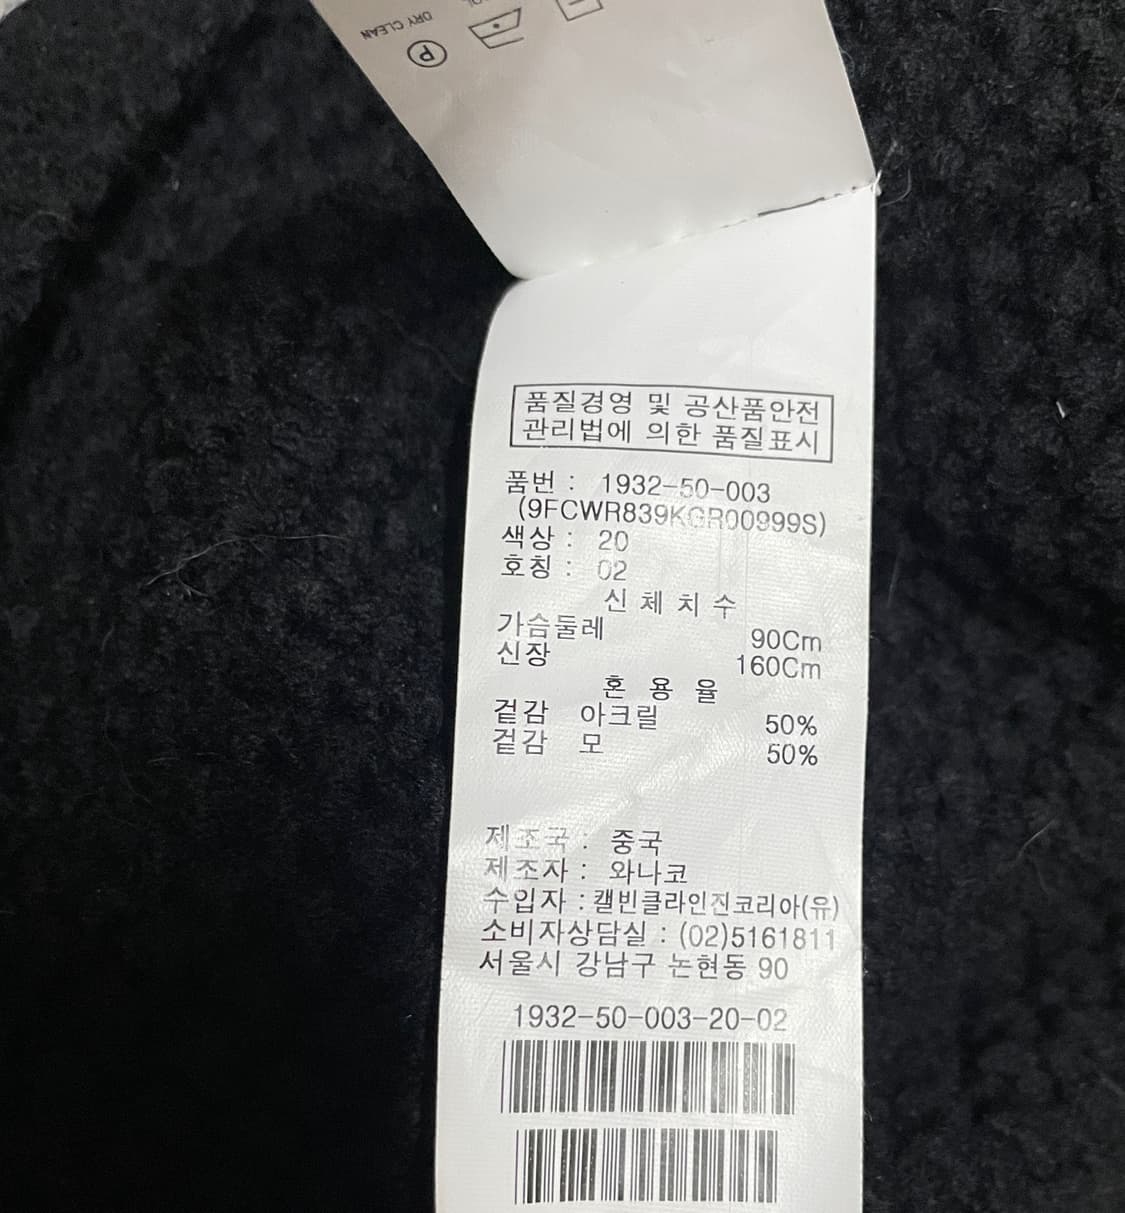 DRY CLEAN
P
품질경영 및 공산품안전
관리법에 의한 품질표시
품번 : 1932-50-003
(9FCWR839KGR00999S)
색상 : 20
호칭 : 02
신 체 치 수
가슴둘레 90Cm
신장 160Cm
혼 용 율
겉감 아크릴 50%
겉감 모 50%
제조국 : 중국
제조자 : 와나코
수입자 : 캘빈클라인진코리아(유)
소비자상담실 : (02)5161811
서울시 강남구 논현동 90
1932-50-003-20-02